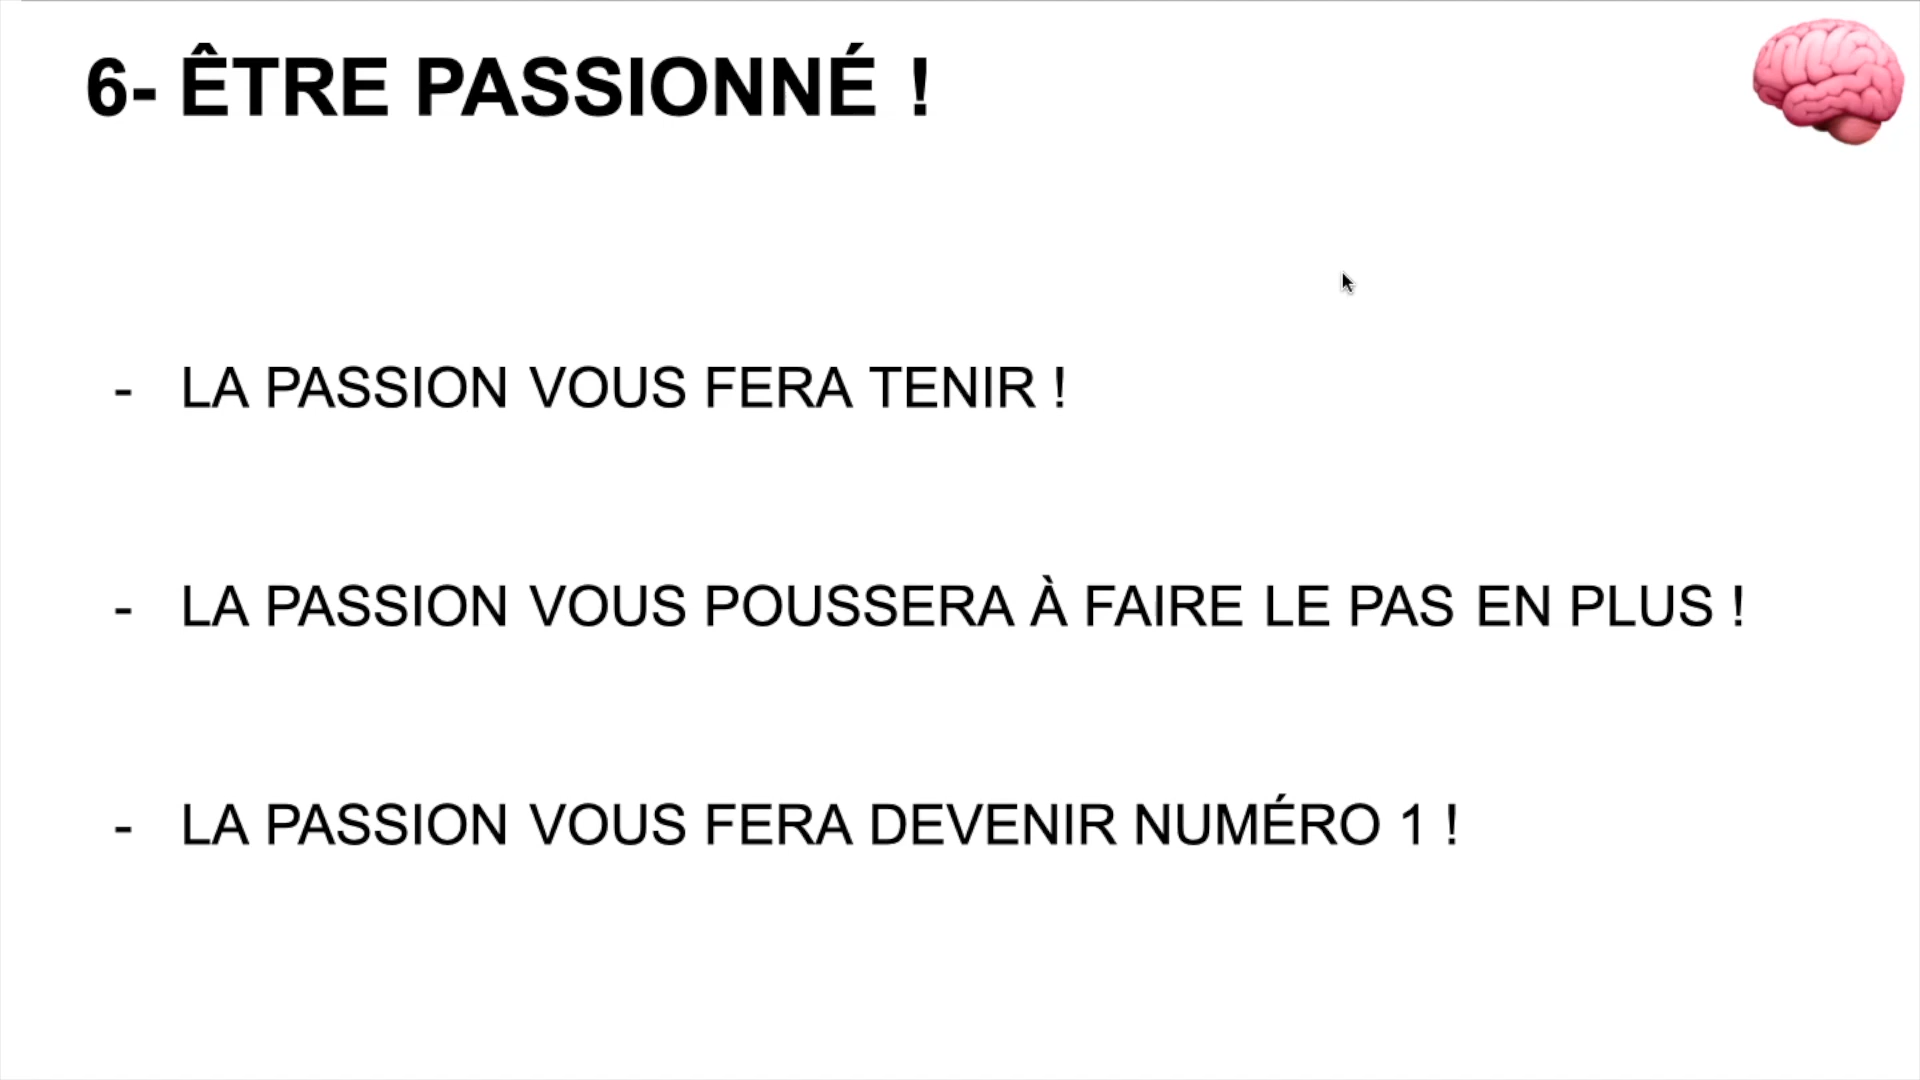 6- ÊTRE PASSIONNÉ !
- LA PASSION VOUS FERA TENIR !
- LA PASSION VOUS POUSSERA À FAIRE LE PAS EN PLUS !
- LA PASSION VOUS FERA DEVENIR NUMÉRO 1 !